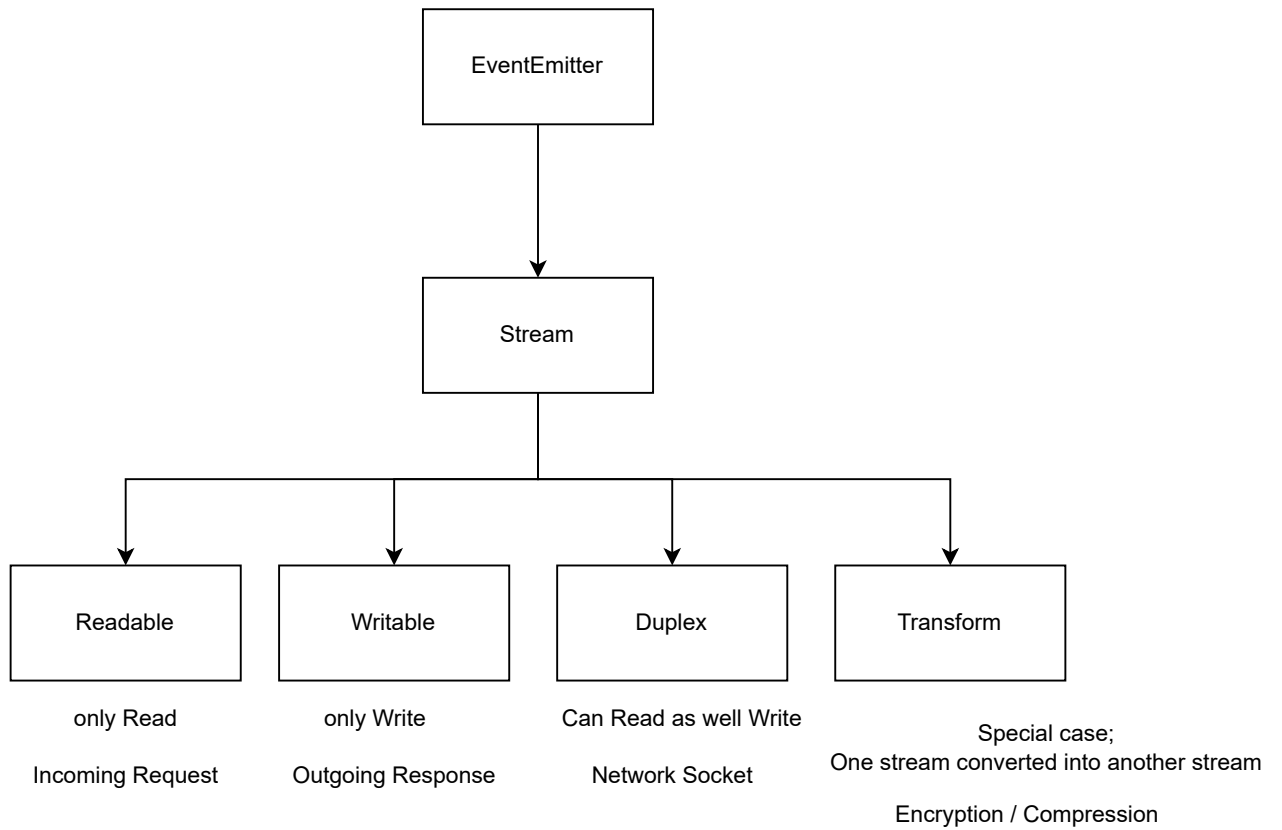 EventEmitter
Stream
Readable
Writable
Duplex
Transform
only Read
only Write
Can Read as well Write
Special case;
One stream converted into another stream
Incoming Request
Outgoing Response
Network Socket
Encryption / Compression